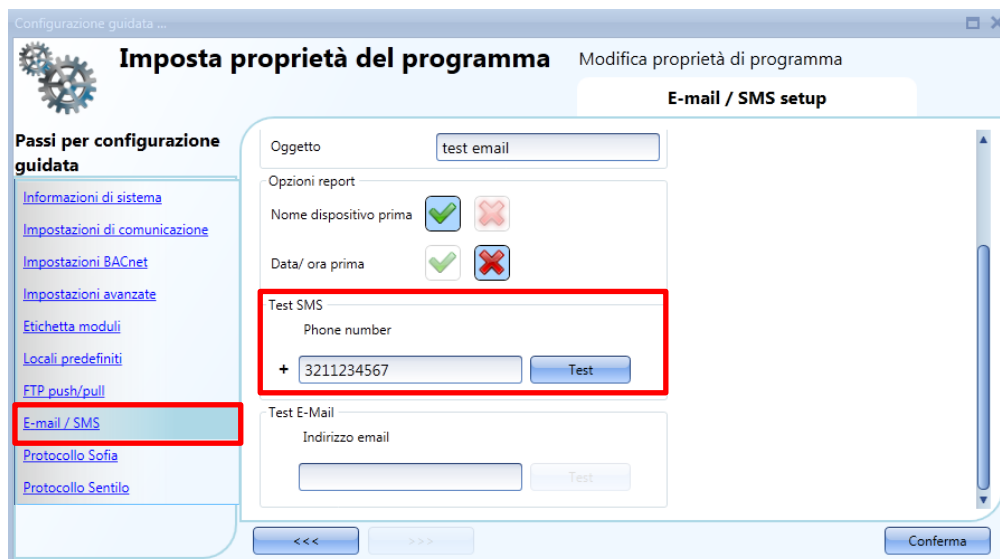 Configurazione guidata ...
Imposta proprietà del programma
Modifica proprietà di programma
E-mail / SMS setup
Passi per configurazione
guidata
Informazioni di sistema
Impostazioni di comunicazione
Impostazioni BACnet
Impostazioni avanzate
Etichetta moduli
Locali predefiniti
FTP push/pull
E-mail / SMS
Protocollo Sofia
Protocollo Sentilo
Oggetto
test email
Opzioni report
Nome dispositivo prima
Data/ ora prima
Test SMS
Phone number
+ 3211234567
Test
Test E-Mail
Indirizzo email
Test
<<<
>>>
Conferma